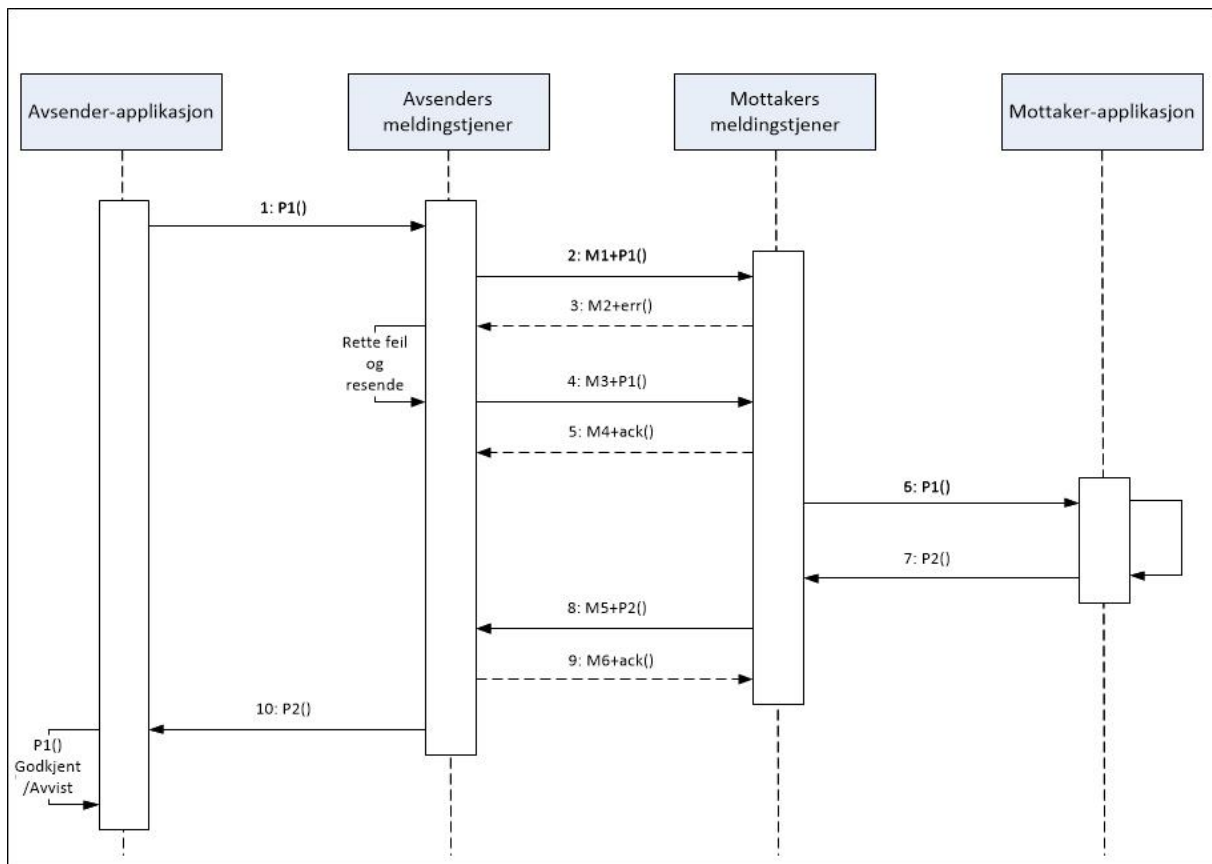 Avsender-applikasjon
Avsenders
meldingstjener
Mottakers
meldingstjener
Mottaker-applikasjon
1: P1()
2: M1+P1()
3: M2+err()
Rette feil
og
resende
4: M3+P1()
5: M4+ack()
6: P1()
7: P2()
8: M5+P2()
9: M6+ack()
10: P2()
P1()
Godkjent
/Avvist